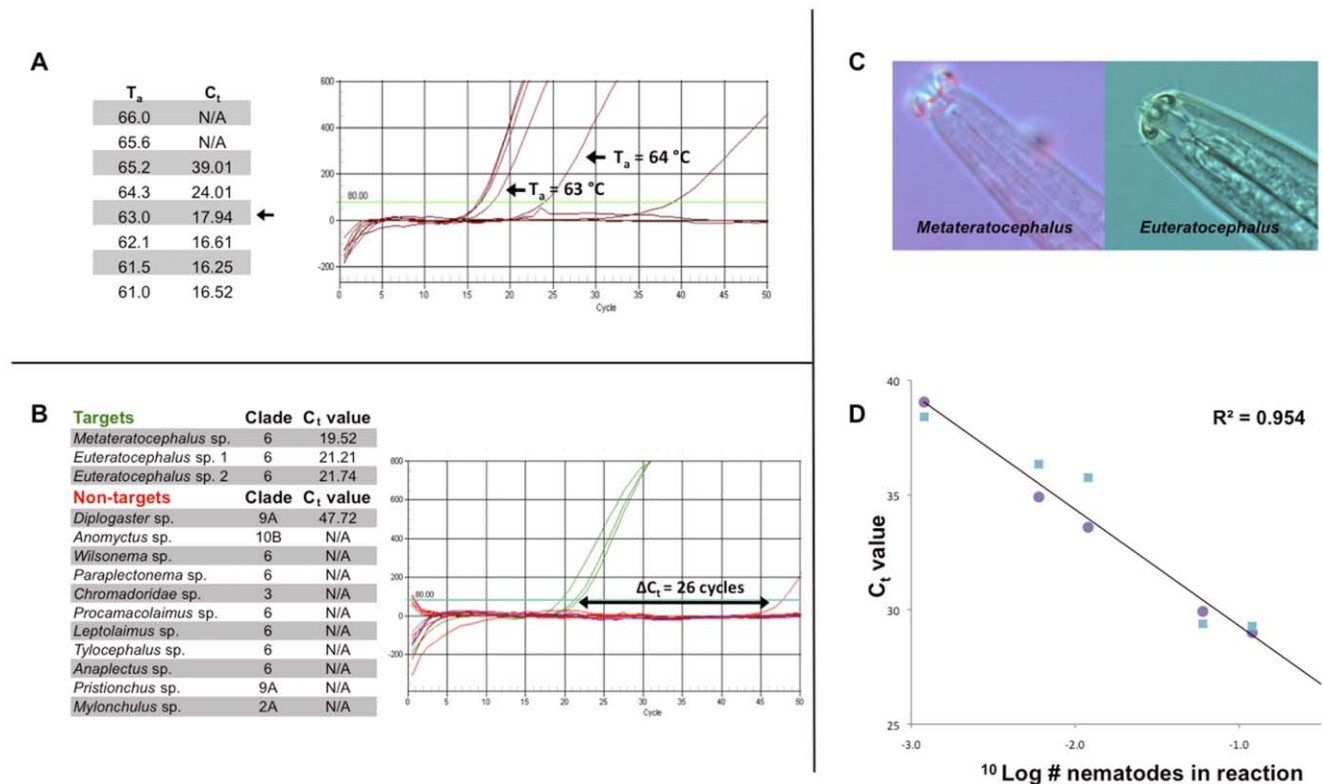 A
Ta Ct
66.0 N/A
65.6 N/A
65.2 39.01
64.3 24.01
63.0 17.94
62.1 16.61
61.5 16.25
61.0 16.52
600
400
200
0
-200
80.00
Ta = 64 °C
Ta = 63 °C
0 5 10 15 20 25 30 35 40 45 50
Cycle
B
Targets Clade Ct value
Metateratocephalus sp. 6 19.52
Euteratocephalus sp. 1 6 21.21
Euteratocephalus sp. 2 6 21.74
Non-targets Clade Ct value
Diplogaster sp. 9A 47.72
Anomyctus sp. 10B N/A
Wilsonema sp. 6 N/A
Paraplectonema sp. 6 N/A
Chromadoridae sp. 3 N/A
Procamacolaimus sp. 6 N/A
Leptolaimus sp. 6 N/A
Tylocephalus sp. 6 N/A
Anaplectus sp. 6 N/A
Pristionchus sp. 9A N/A
Mylonchulus sp. 2A N/A
800
600
400
200
0
-200
80.00
ΔCt = 26 cycles
0 5 10 15 20 25 30 35 40 45 50
Cycle
C
Metateratocephalus
Euteratocephalus
D
R² = 0.954
Ct value
40
35
30
25
-3.0 -2.0 -1.0
10 Log # nematodes in reaction